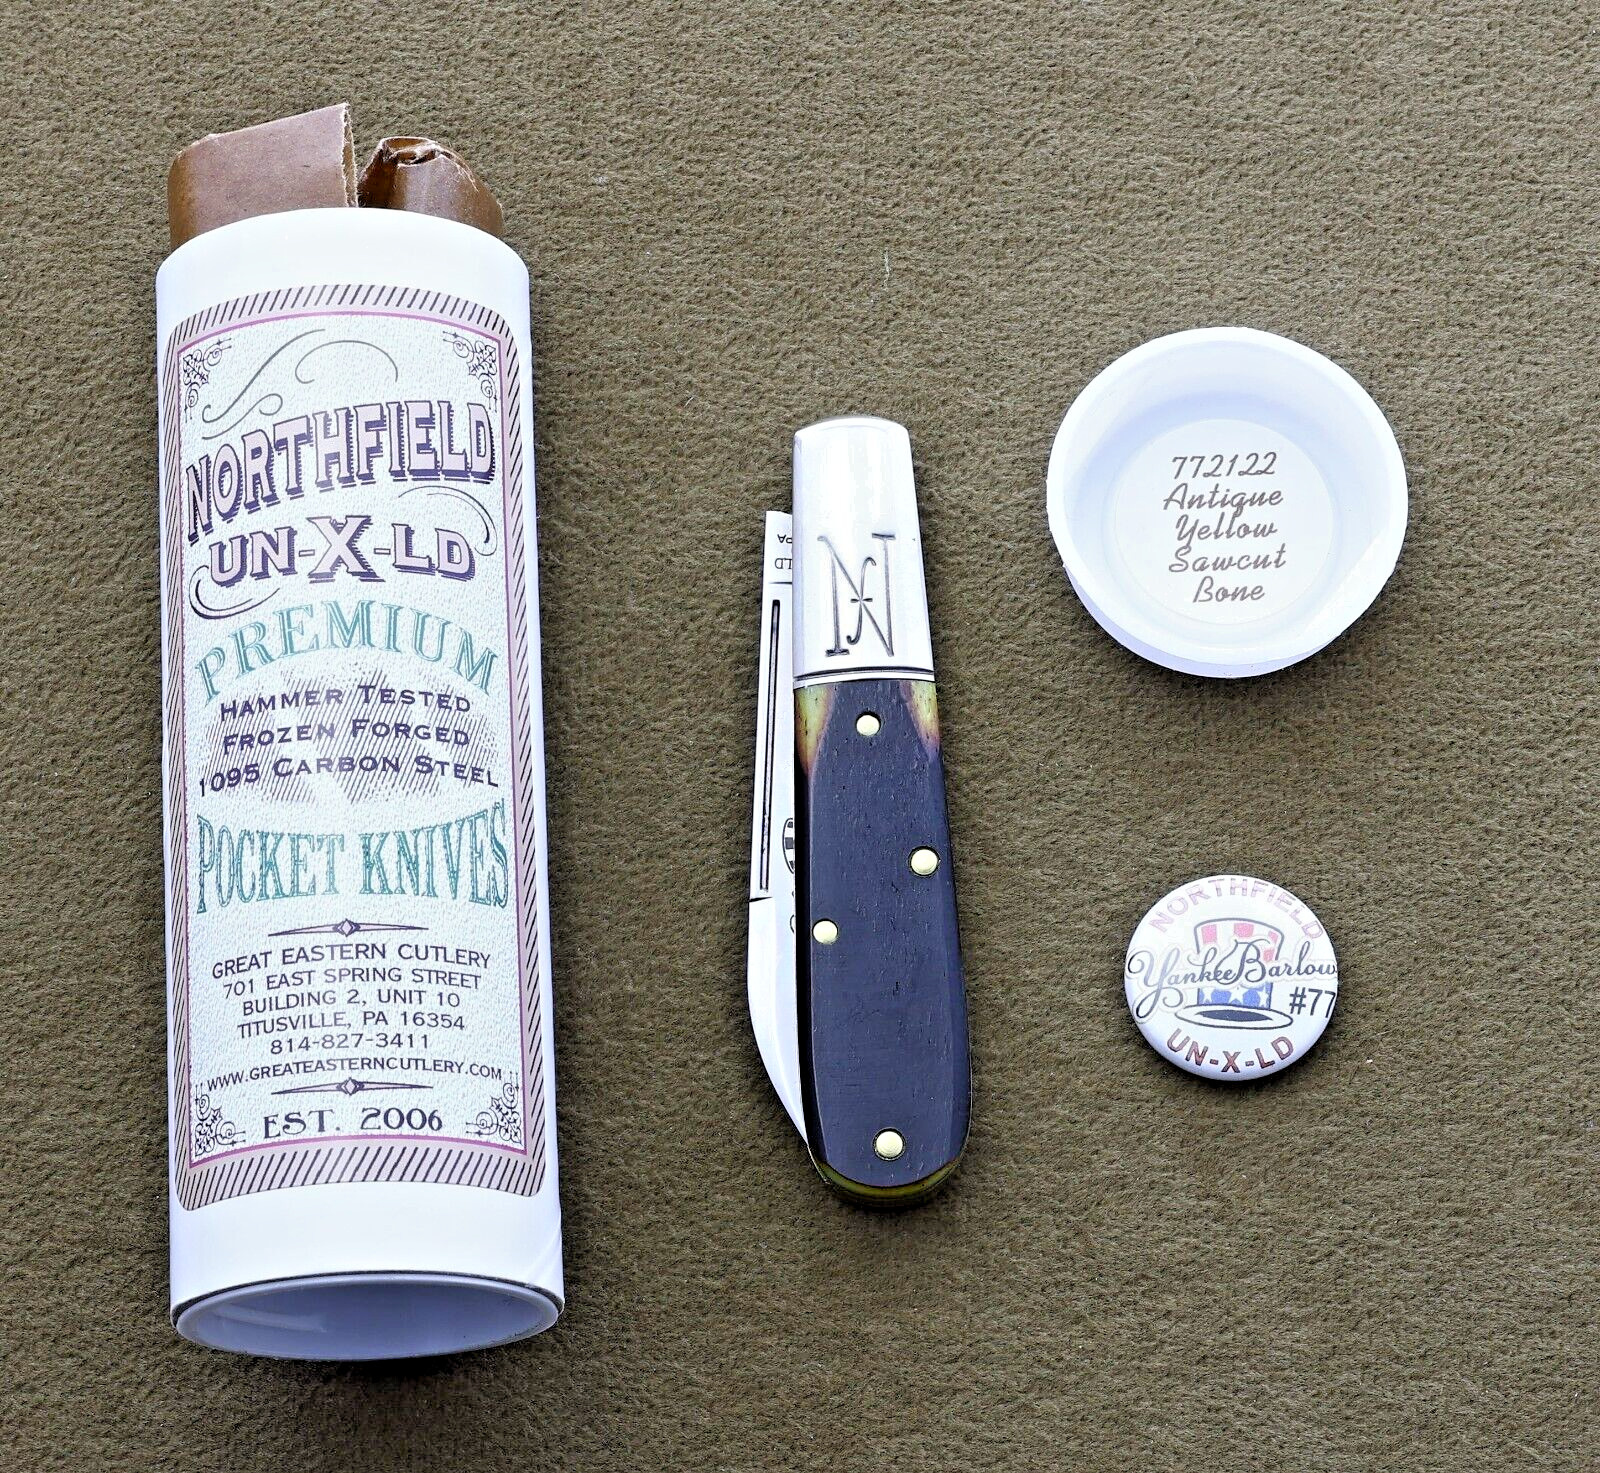 NORTHFIELD
UN-X-LD
PREMIUM
HAMMER TESTED
FROZEN FORGED
1095 CARBON STEEL
POCKET KNIVES
GREAT EASTERN CUTLERY
701 EAST SPRING STREET
BUILDING 2, UNIT 10
TITUSVILLE, PA 16354
814-827-3411
WWW.GREATEASTERNCUTLERY.COM
EST. 2006
LD
PA
N
772122
Antique
Yellow
Sawcut
Bone
NORTHFIELD
Yankee Barlow
#77
UN-X-LD